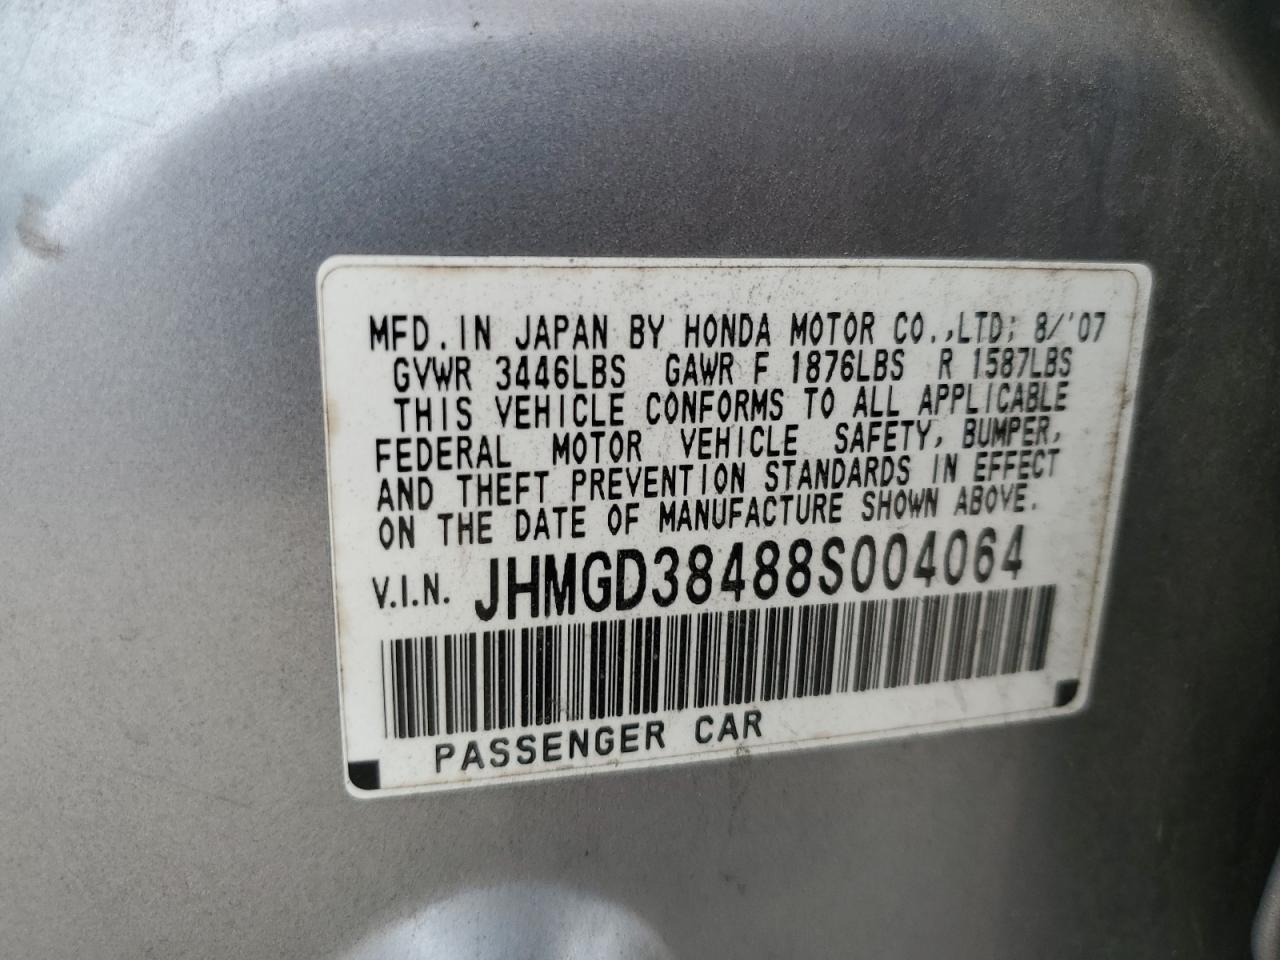 MFD. IN JAPAN BY HONDA MOTOR CO.,LTD; 8/'07
GVWR 3446LBS GAWR F 1876LBS R 1587LBS
THIS VEHICLE CONFORMS TO ALL APPLICABLE
FEDERAL MOTOR VEHICLE SAFETY, BUMPER,
AND THEFT PREVENTION STANDARDS IN EFFECT
ON THE DATE OF MANUFACTURE SHOWN ABOVE.
V.I.N. JHMGD38488S004064
PASSENGER CAR